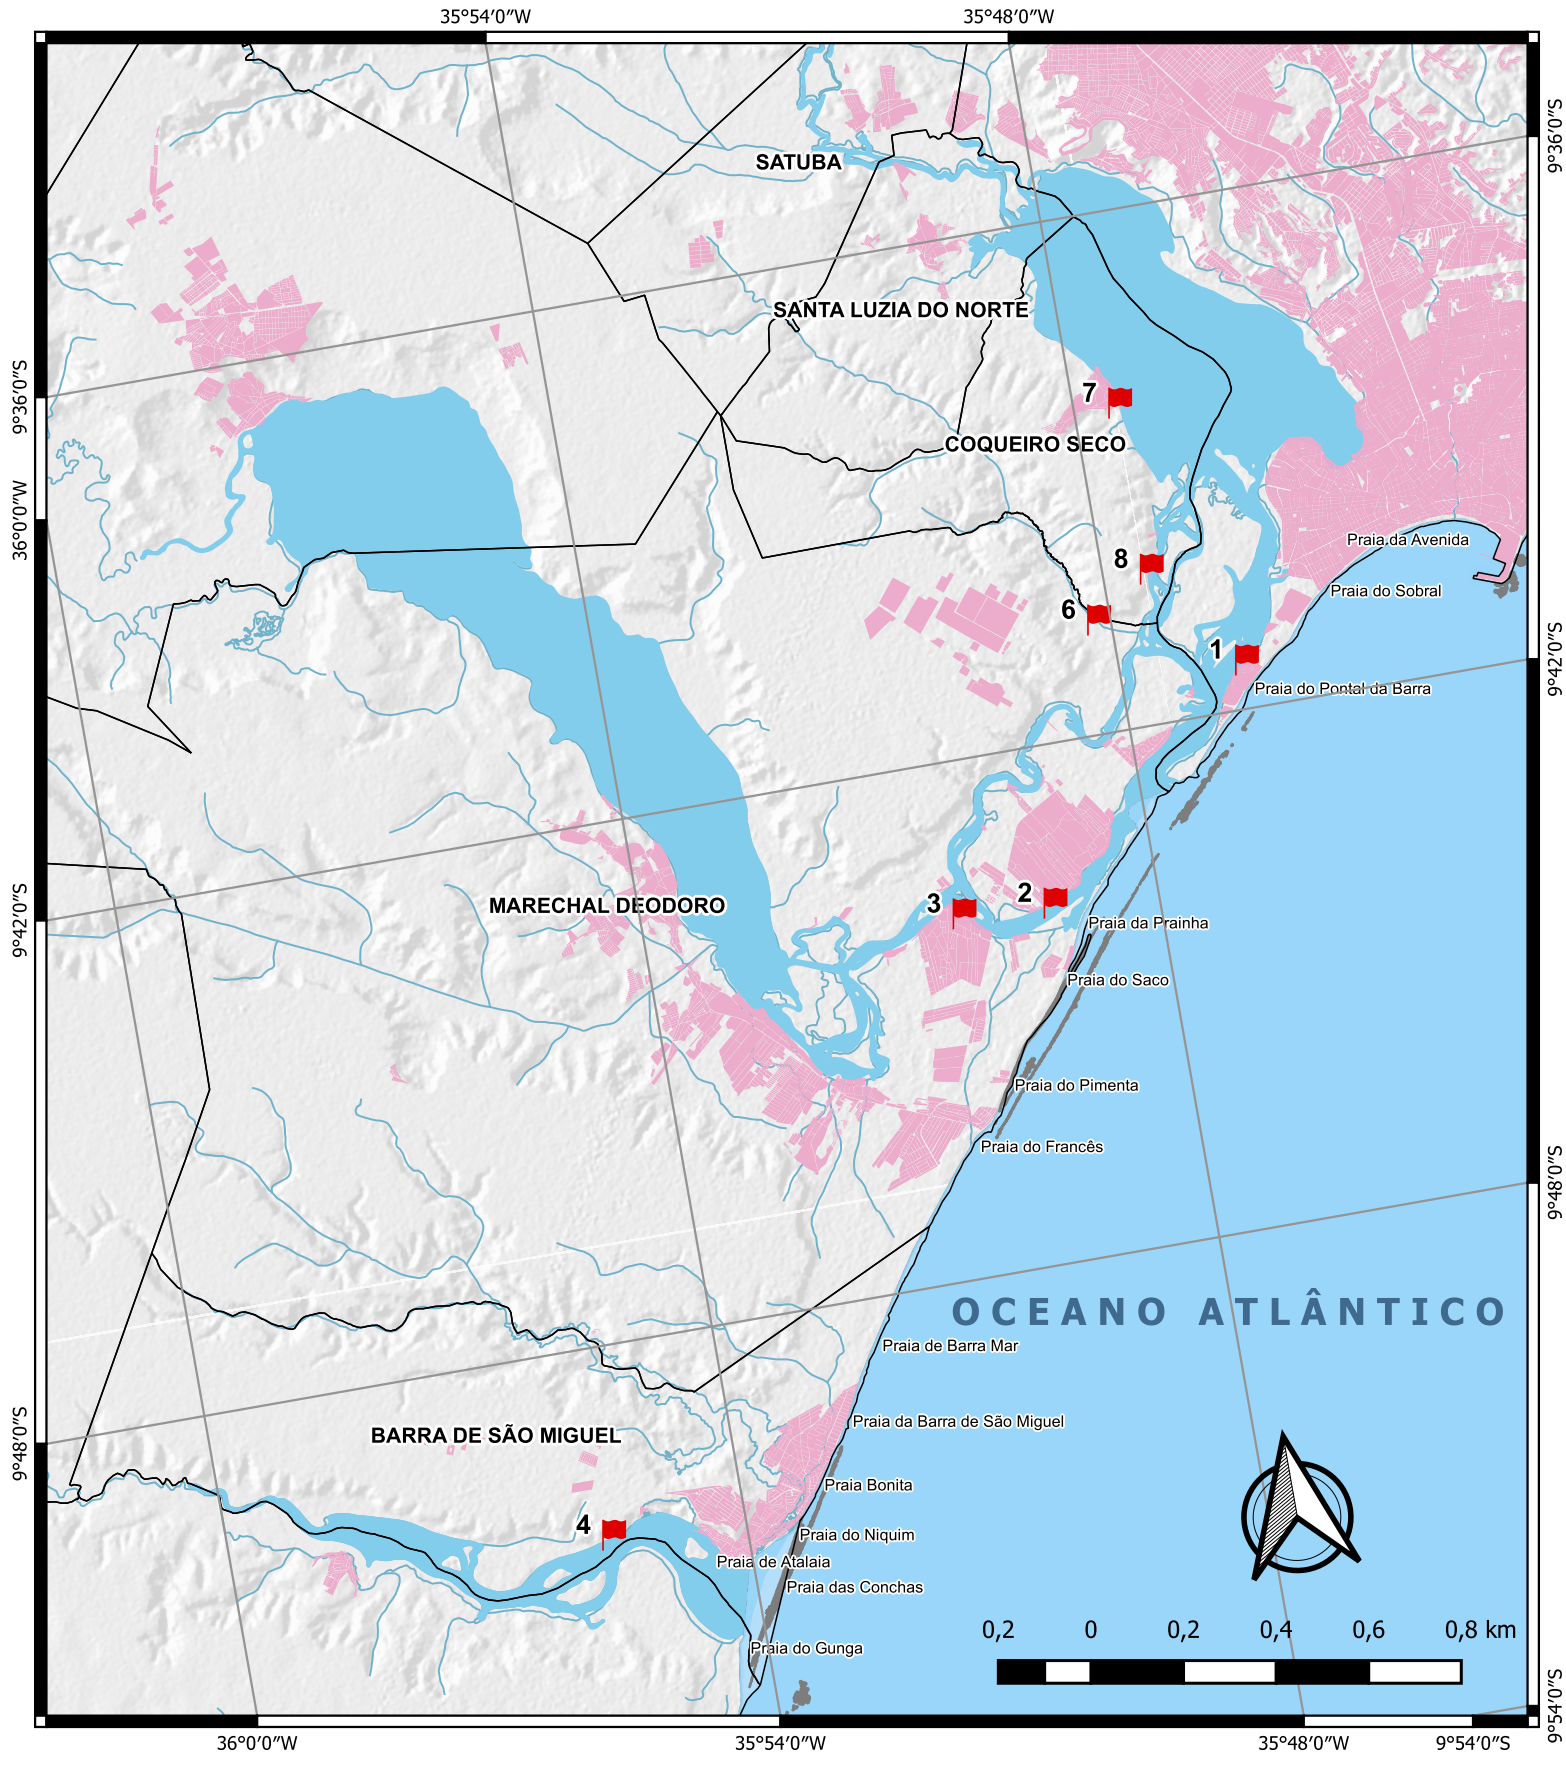 35°54′0″W
35°48′0″W
9°36′0″S
SATUBA
SANTA LUZIA DO NORTE
9°36′0″S
7
COQUEIRO SECO
36°0′0″W
Praia da Avenida
8
Praia do Sobral
6
1
9°42′0″S
Praia do Pontal da Barra
MARECHAL DEODORO
3
2
9°42′0″S
Praia da Prainha
Praia do Saco
Praia do Pimenta
Praia do Francês
9°48′0″S
OCEANO ATLÂNTICO
Praia de Barra Mar
Praia da Barra de São Miguel
BARRA DE SÃO MIGUEL
9°48′0″S
Praia Bonita
4
Praia do Niquim
Praia de Atalaia
Praia das Conchas
0,2 0 0,2 0,4 0,6 0,8 km
Praia do Gunga
9°54′0″S
36°0′0″W
35°54′0″W
35°48′0″W
9°54′0″S